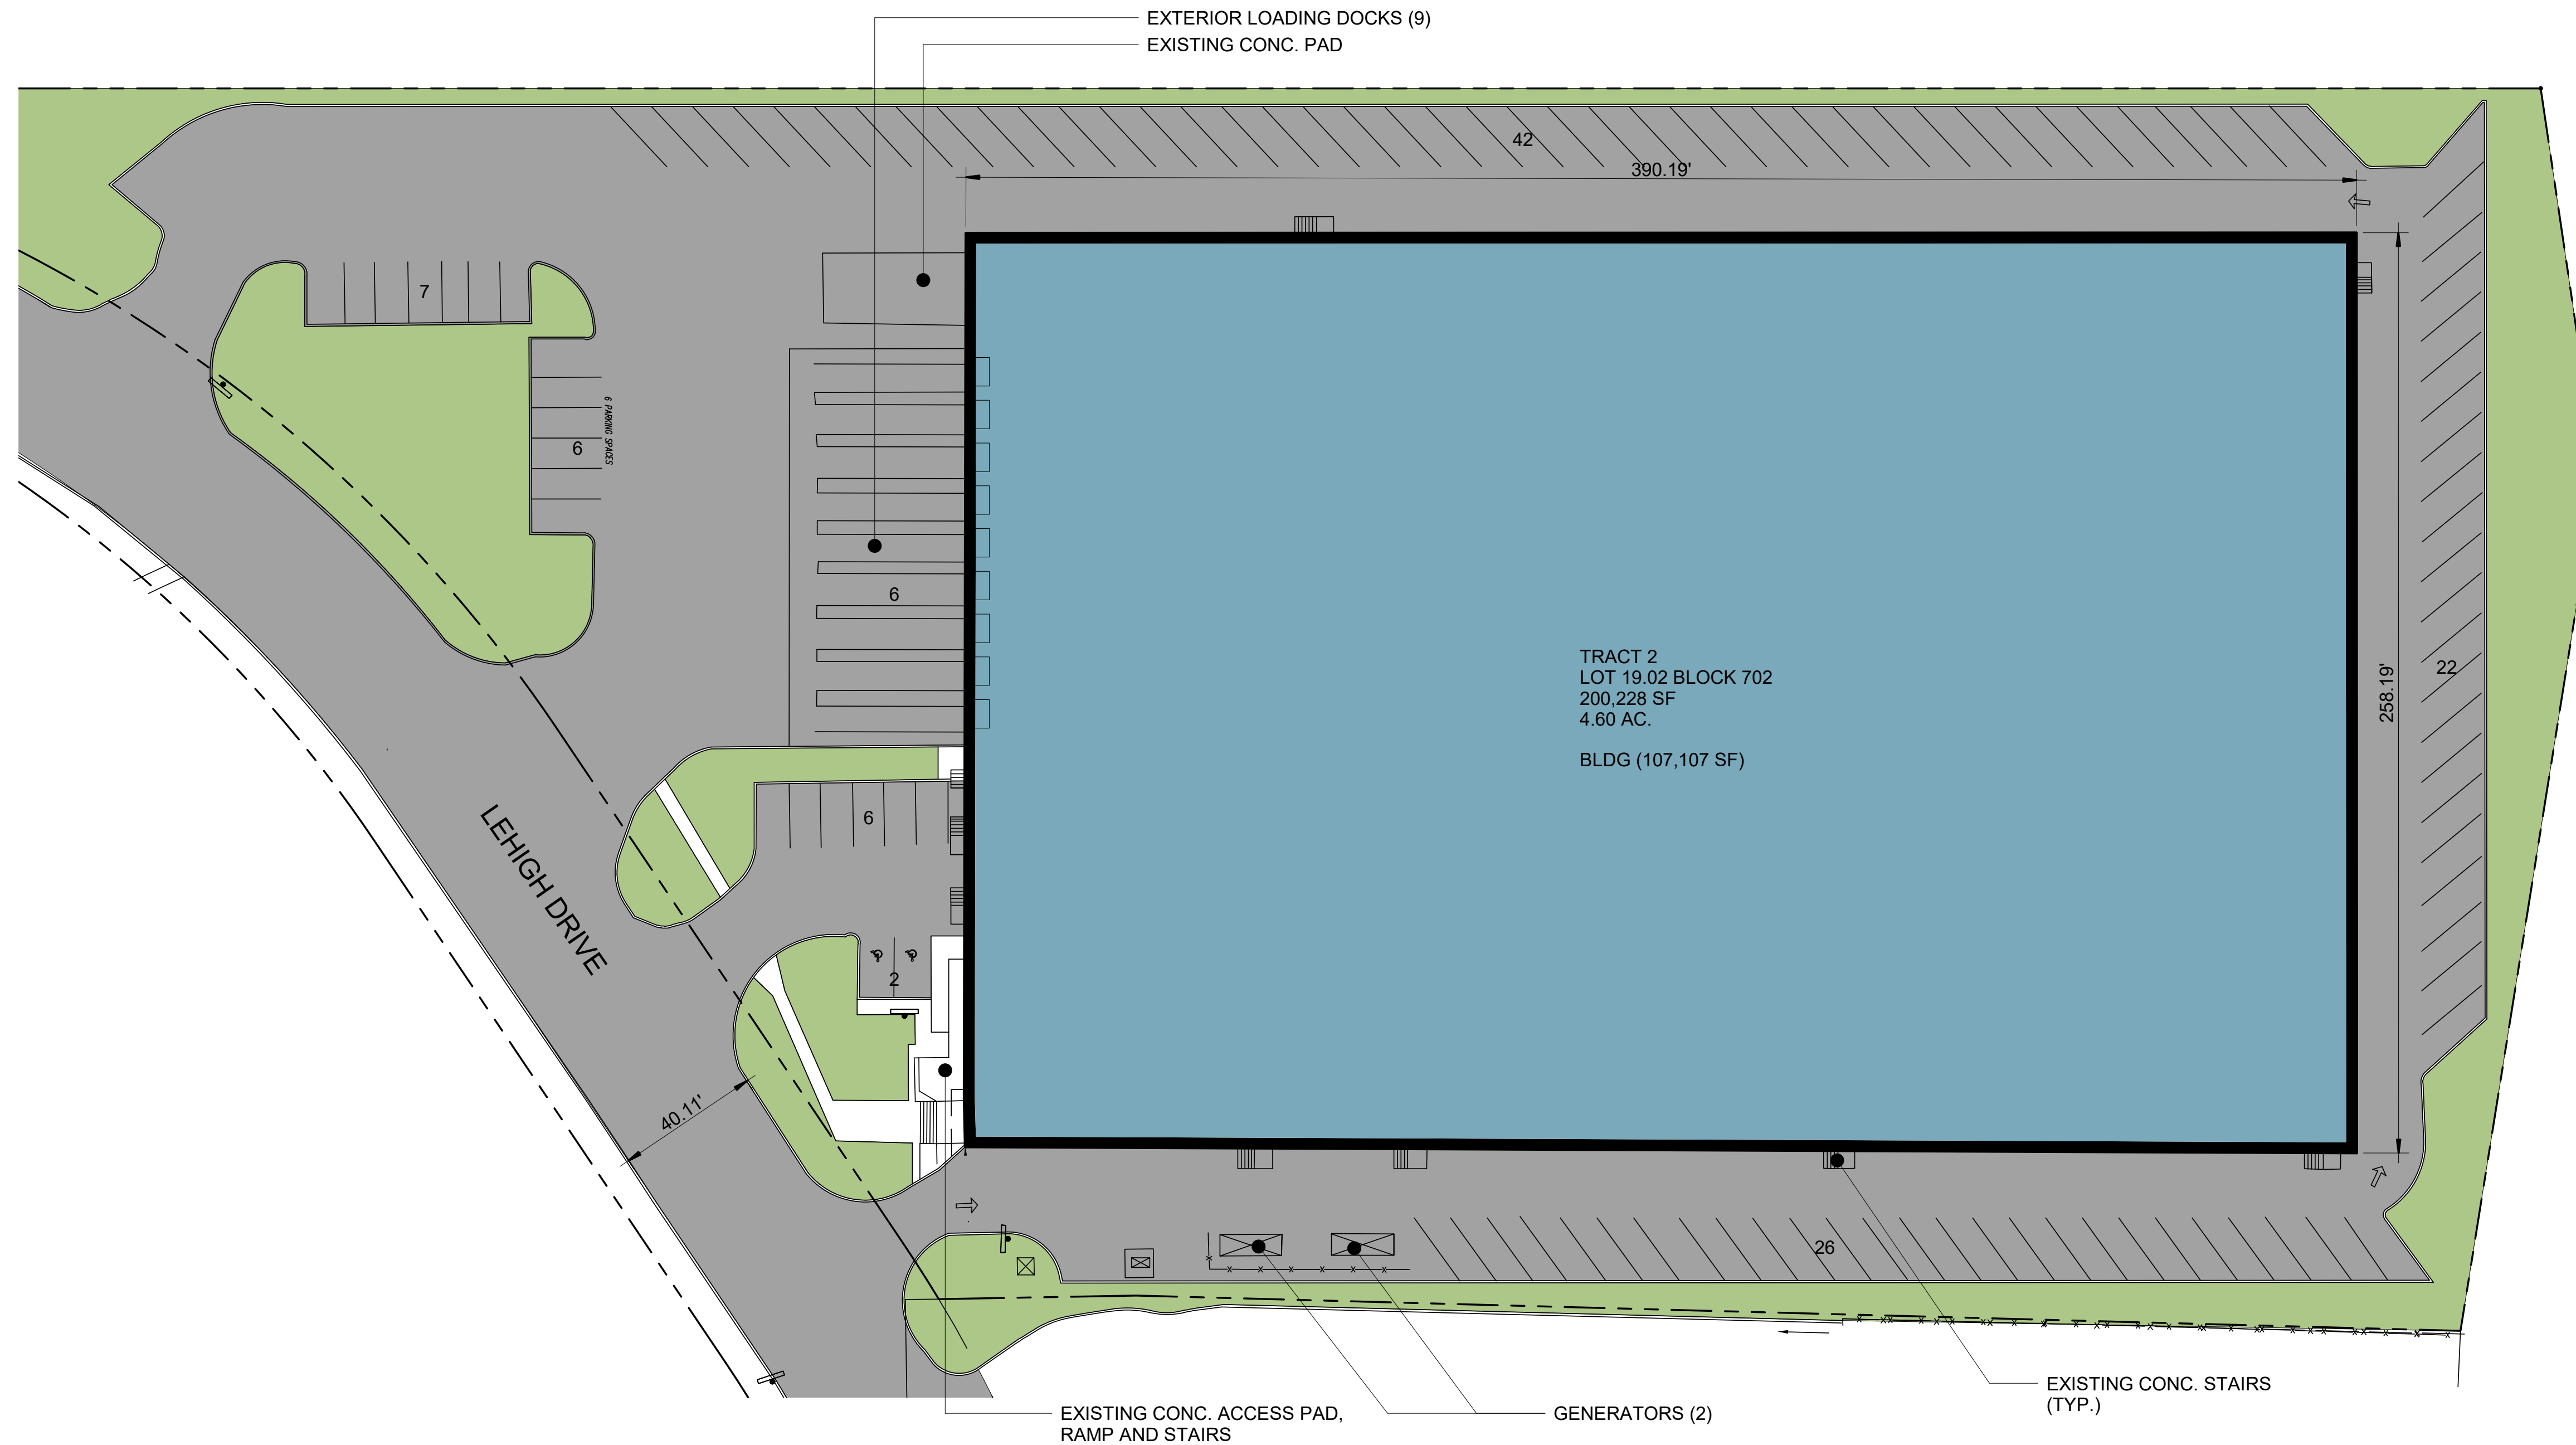 EXTERIOR LOADING DOCKS (9)
EXISTING CONC. PAD
42
390.19'
7
6 PARKING SPACES
6
6
TRACT 2
LOT 19.02 BLOCK 702
200,228 SF
4.60 AC.
BLDG (107,107 SF)
22
258.19'
6
LEHIGH DRIVE
2
40.11'
26
EXISTING CONC. STAIRS
(TYP.)
EXISTING CONC. ACCESS PAD,
RAMP AND STAIRS
GENERATORS (2)